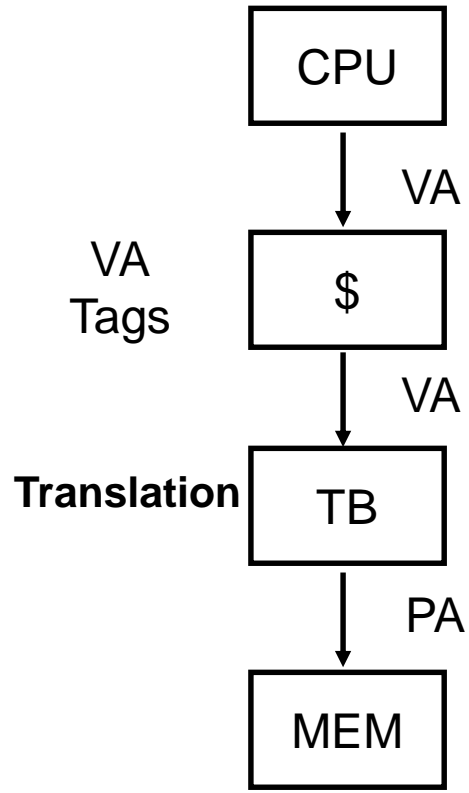 CPU
VA
VA
Tags
$
VA
Translation
TB
PA
MEM